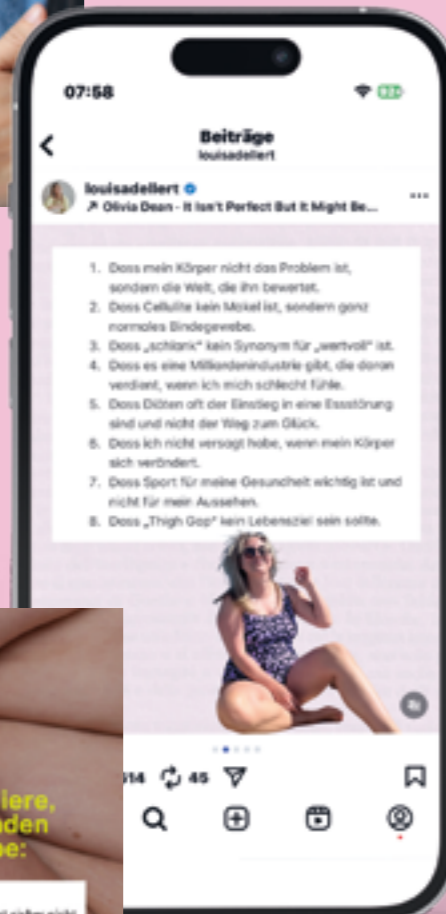 07:58
Beiträge
louisadellert
louisadellert
↗ Olivia Dean - It Isn't Perfect But It Might Be...
1. Dass mein Körper nicht das Problem ist,
sondern die Welt, die ihn bewertet.
2. Dass Cellulite kein Makel ist, sondern ganz
normales Bindegewebe.
3. Dass „schlank“ kein Synonym für „wertvoll“ ist.
4. Dass es eine Milliardenindustrie gibt, die daran
verdient, wenn ich mich schlecht fühle.
5. Dass Diäten oft der Einstieg in eine Essstörung
sind und nicht der Weg zum Glück.
6. Dass ich nicht versagt habe, wenn mein Körper
sich verändert.
7. Dass Sport für meine Gesundheit wichtig ist und
nicht für mein Aussehen.
8. Dass „Thigh Gap“ kein Lebensziel sein sollte.
45
iere,
nden
be: